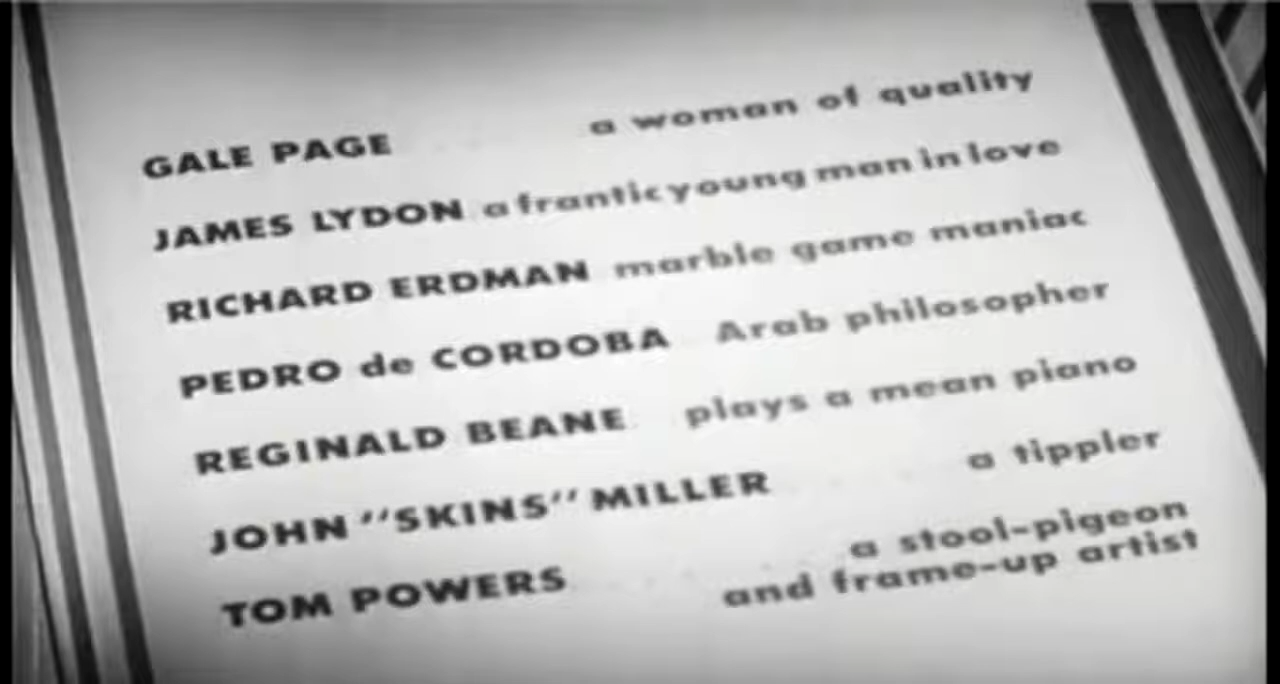 GALE PAGE a woman of quality
JAMES LYDON a frantic young man in love
RICHARD ERDMAN marble game maniac
PEDRO de CORDOBA Arab philosopher
REGINALD BEANE plays a mean piano
JOHN "SKINS" MILLER a tippler
TOM POWERS a stool-pigeon
and frame-up artist